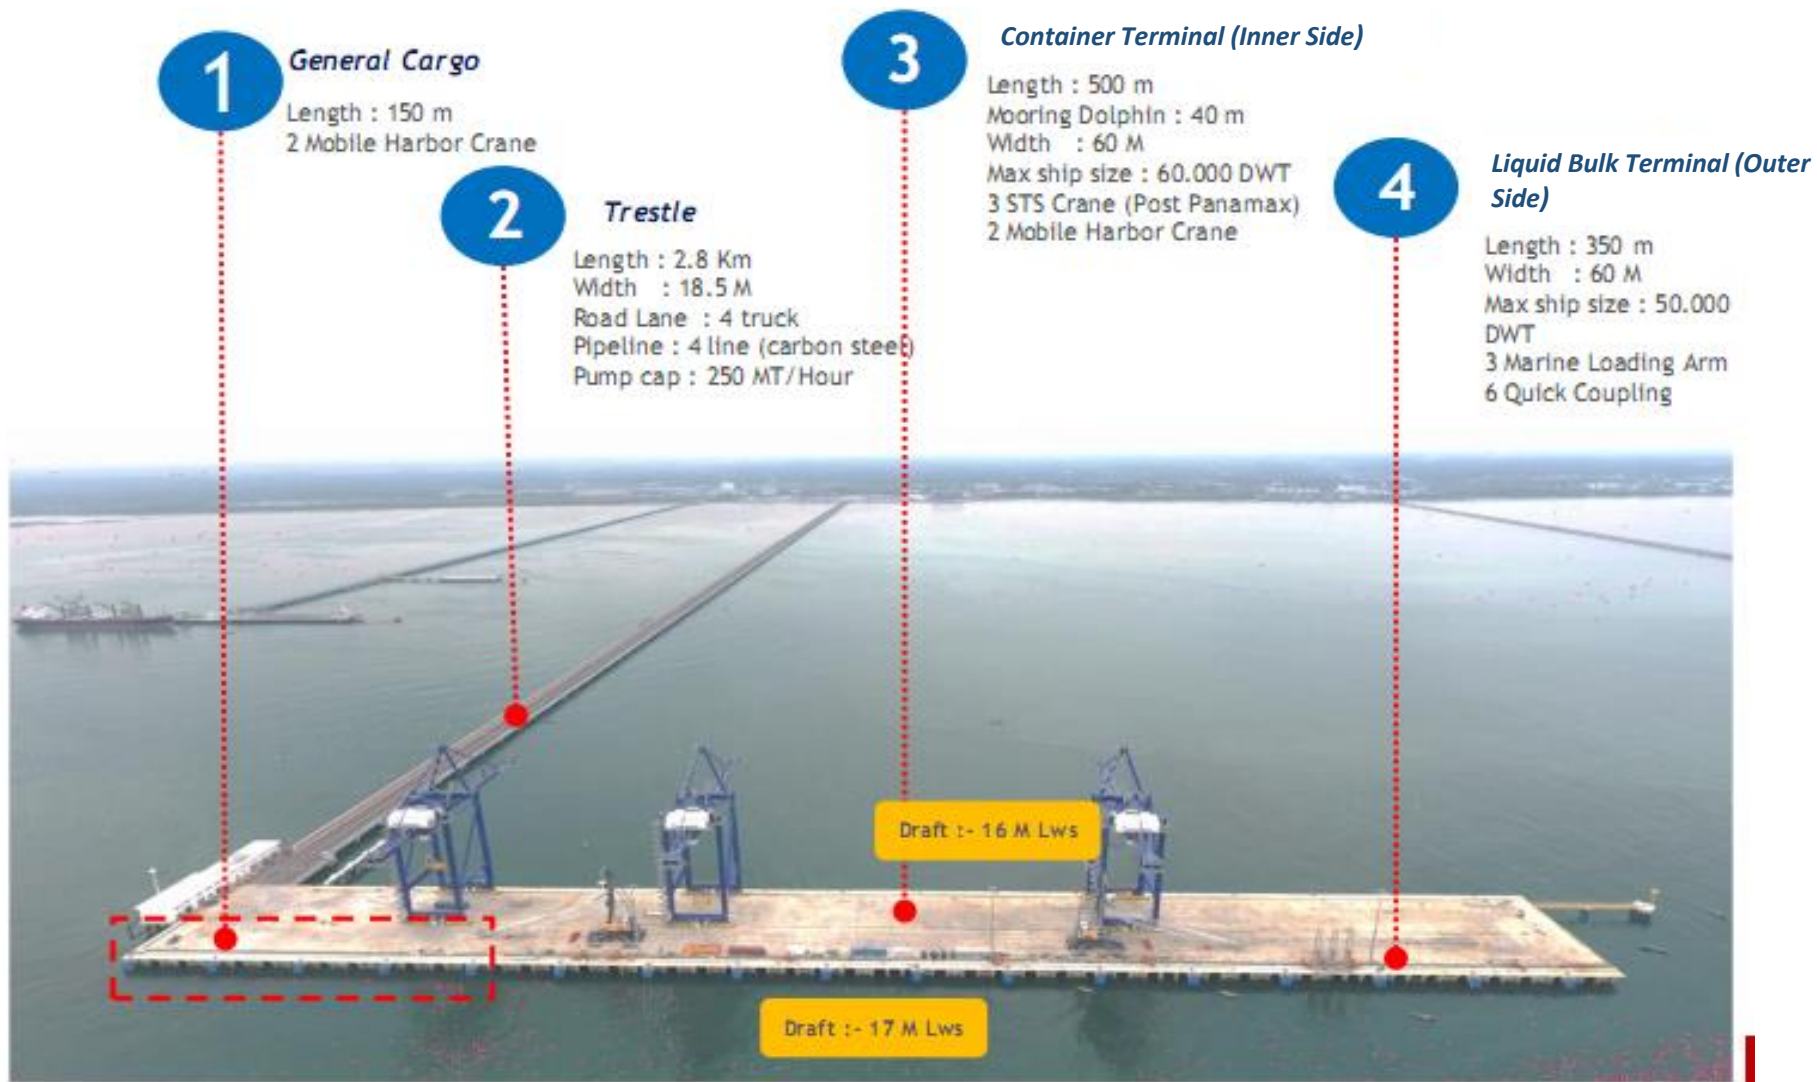 1
General Cargo
Length : 150 m
2 Mobile Harbor Crane
2
Trestle
Length : 2.8 Km
Width : 18.5 M
Road Lane : 4 truck
Pipeline : 4 line (carbon steel)
Pump cap : 250 MT/Hour
3
Container Terminal (Inner Side)
Length : 500 m
Mooring Dolphin : 40 m
Width : 60 M
Max ship size : 60.000 DWT
3 STS Crane (Post Panamax)
2 Mobile Harbor Crane
4
Liquid Bulk Terminal (Outer
Side)
Length : 350 m
Width : 60 M
Max ship size : 50.000
DWT
3 Marine Loading Arm
6 Quick Coupling
Draft :- 16 M Lws
Draft :- 17 M Lws